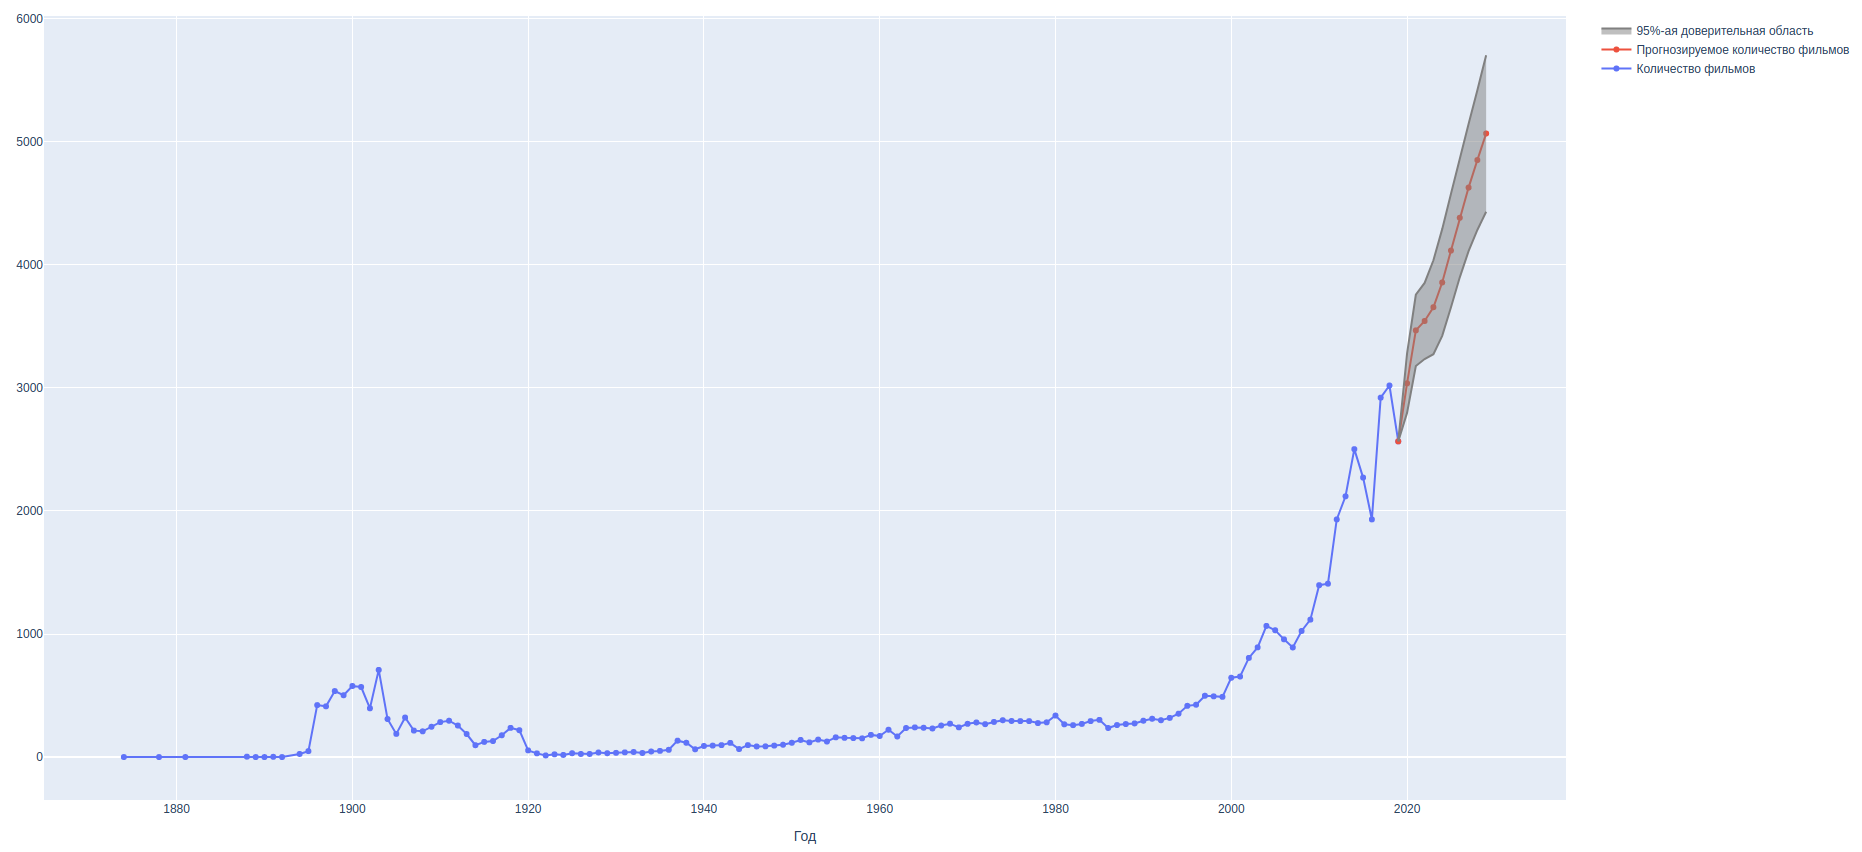 6000
5000
4000
3000
2000
1000
0
1880 1900 1920 1940 1960 1980 2000 2020
Год
95%-ая доверительная область
Прогнозируемое количество фильмов
Количество фильмов